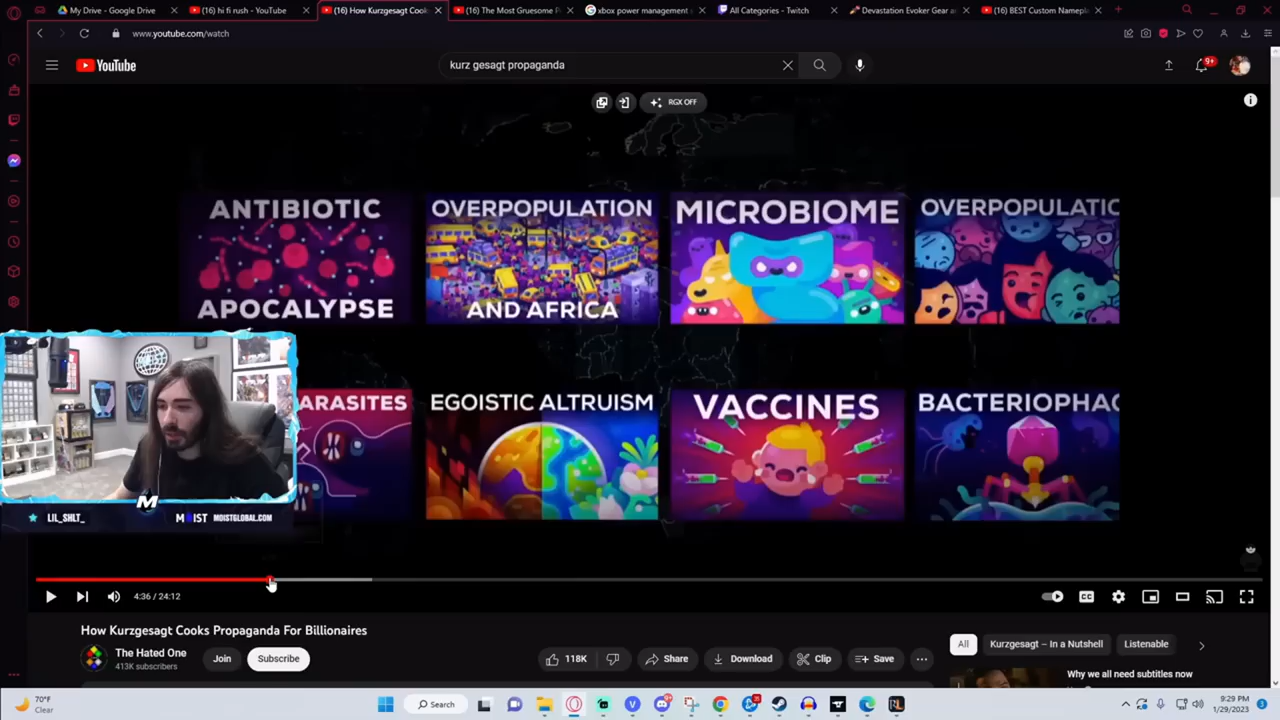 My Drive - Google Drive
(16) hi fi rush - YouTube
(16) How Kurzgesagt Cook
(16) The Most Gruesome P
xbox power management s
All Categories - Twitch
Devastation Evoker Gear an
(16) BEST Custom Namepla
www.youtube.com/watch
YouTube
kurz gesagt propaganda
9+
RGX OFF
ANTIBIOTIC
APOCALYPSE
OVERPOPULATION
AND AFRICA
MICROBIOME
OVERPOPULATIC
ARASITES
EGOISTIC ALTRUISM
VACCINES
BACTERIOPHAG
M
LIL_SHLT_
MOIST MOISTGLOBAL.COM
4:36 / 24:12
CC
How Kurzgesagt Cooks Propaganda For Billionaires
The Hated One
413K subscribers
Join
Subscribe
118K
Share
Download
Clip
Save
All
Kurzgesagt – In a Nutshell
Listenable
Why we all need subtitles now
70°F
Clear
Search
9:29 PM
1/29/2023